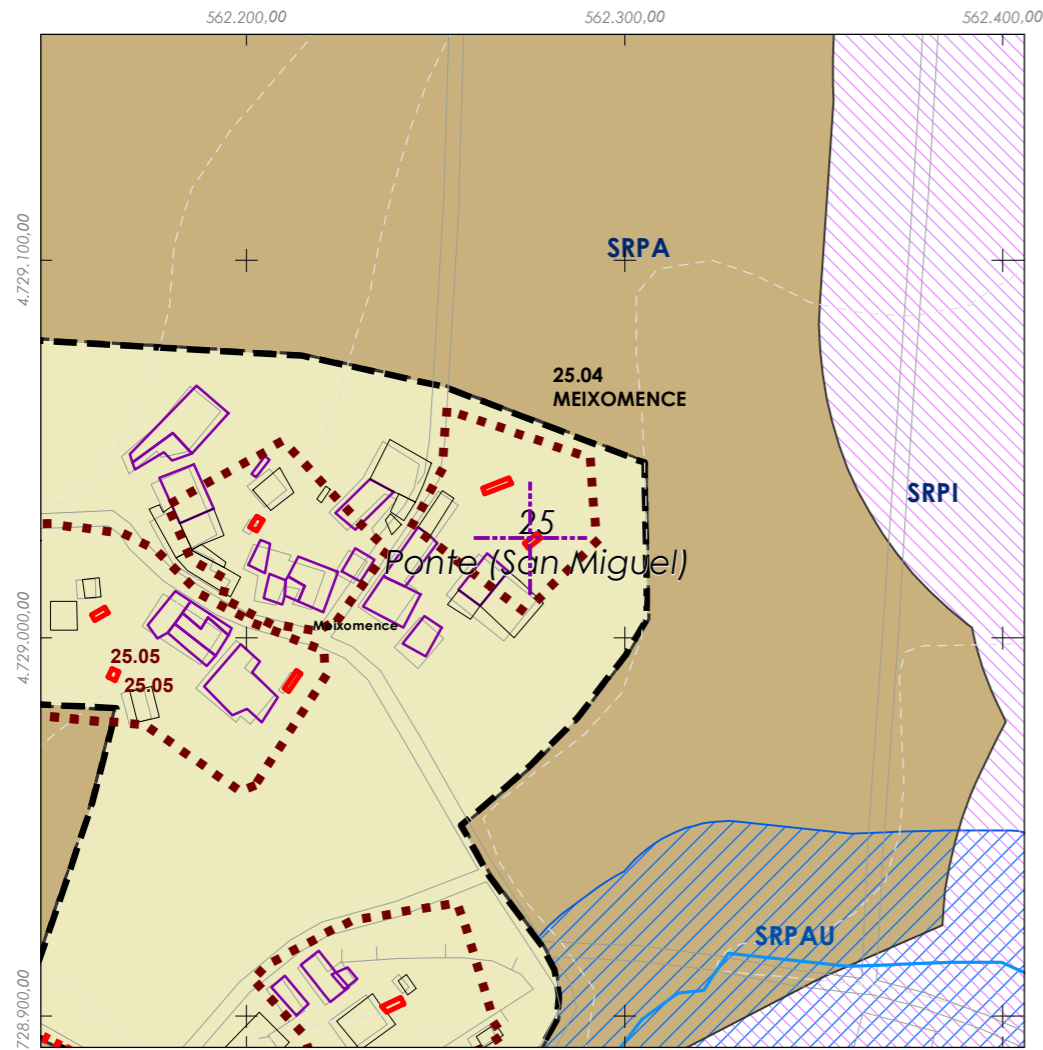 562.200,00
562.300,00
562.400,00
4.729.100,00
SRPA
25.04
MEIXOMENCE
SRPI
25
Ponte (San Miguel)
4.729.000,00
Meixomence
25.05
25.05
SRPAU
728.900,00